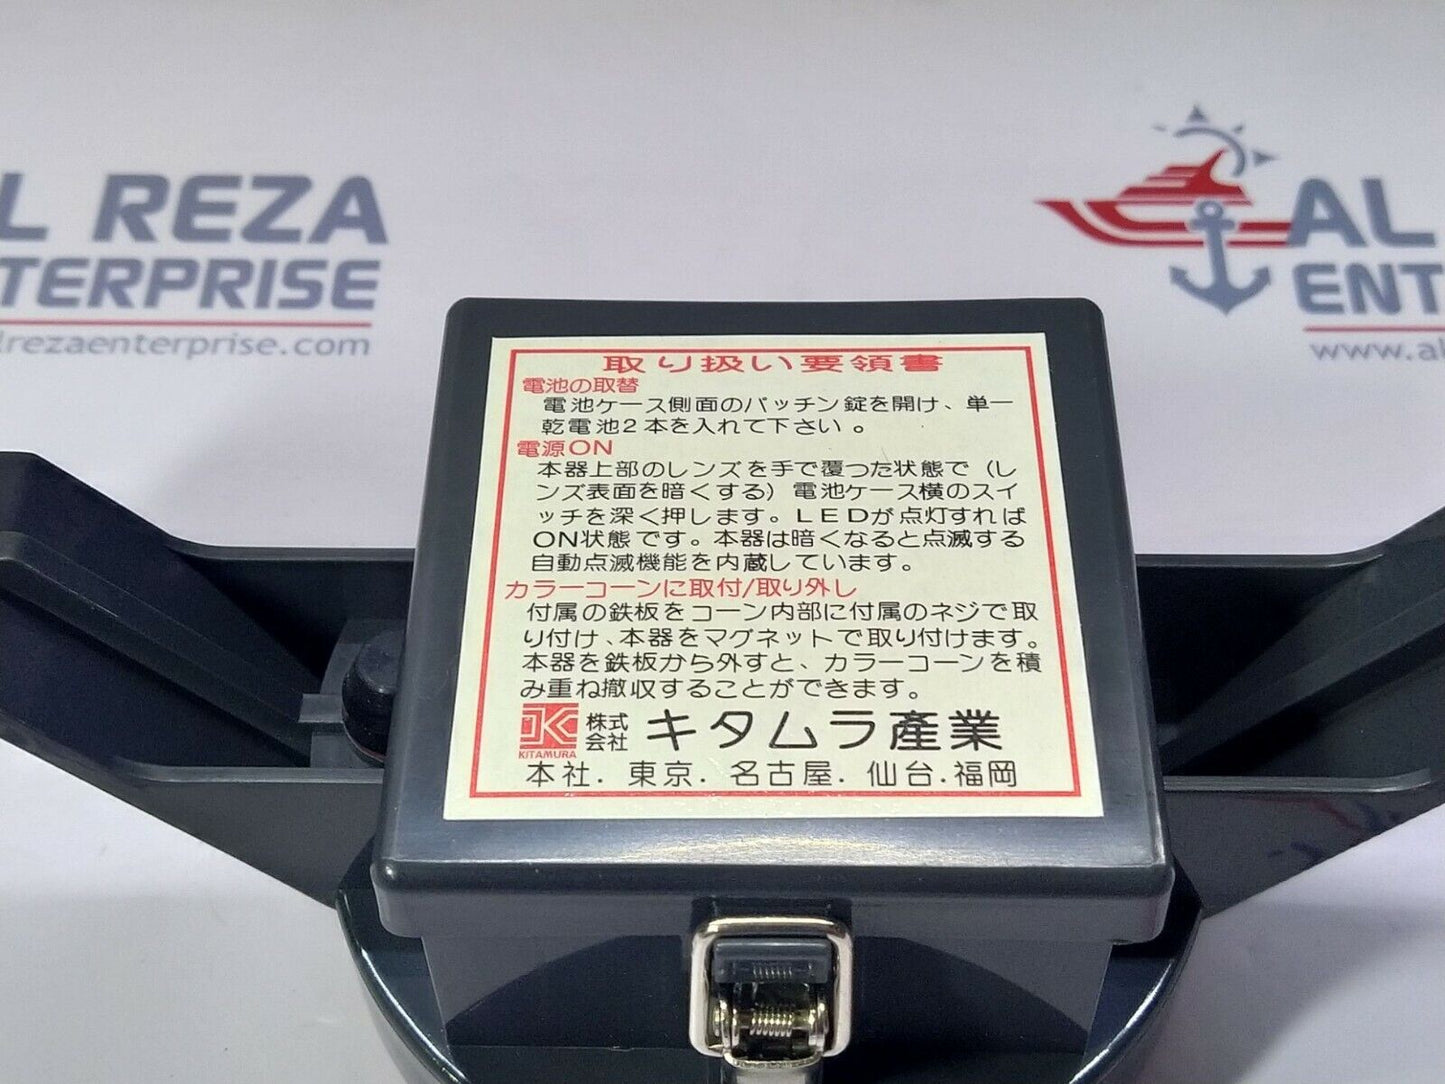 L REZA
ENTERPRISE
lrezaenterprise.com
AL
ENT
www.al
取り扱い要領書
電池の取替
電池ケース側面のパッチン錠を開け、単一
乾電池2本を入れて下さい。
電源ON
本器上部のレンズを手で覆つた状態で（レ
ンズ表面を暗くする）電池ケース横のスイ
ッチを深く押します。LEDが点灯すれば
ON状態です。本器は暗くなると点滅する
自動点滅機能を内蔵しています。
カラーコーンに取付/取り外し
付属の鉄板をコーン内部に付属のネジで取
り付け、本器をマグネットで取り付けます。
本器を鉄板から外すと、カラーコーンを積
み重ね撤収することができます。
KITAMURA
株式会社 キタムラ産業
本社．東京．名古屋．仙台．福岡